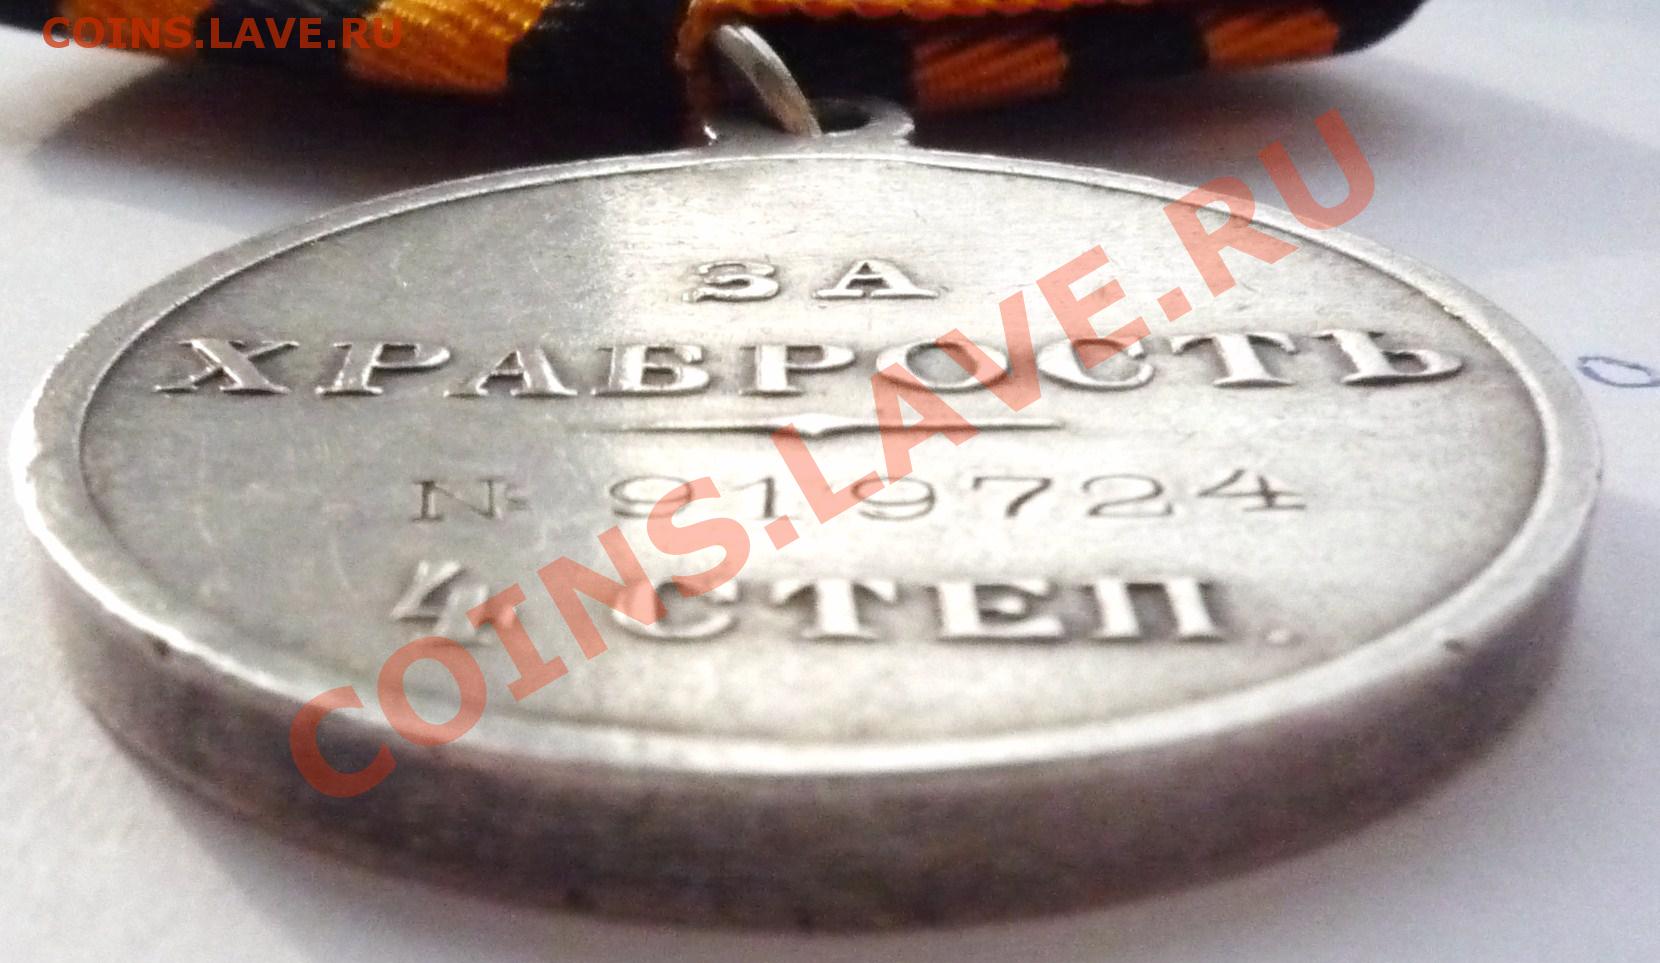 COINS.LAVE.RU
ЗА
ХРАБРОСТЬ
№ 919724
4 СТЕП.
COINS.LAVE.RU